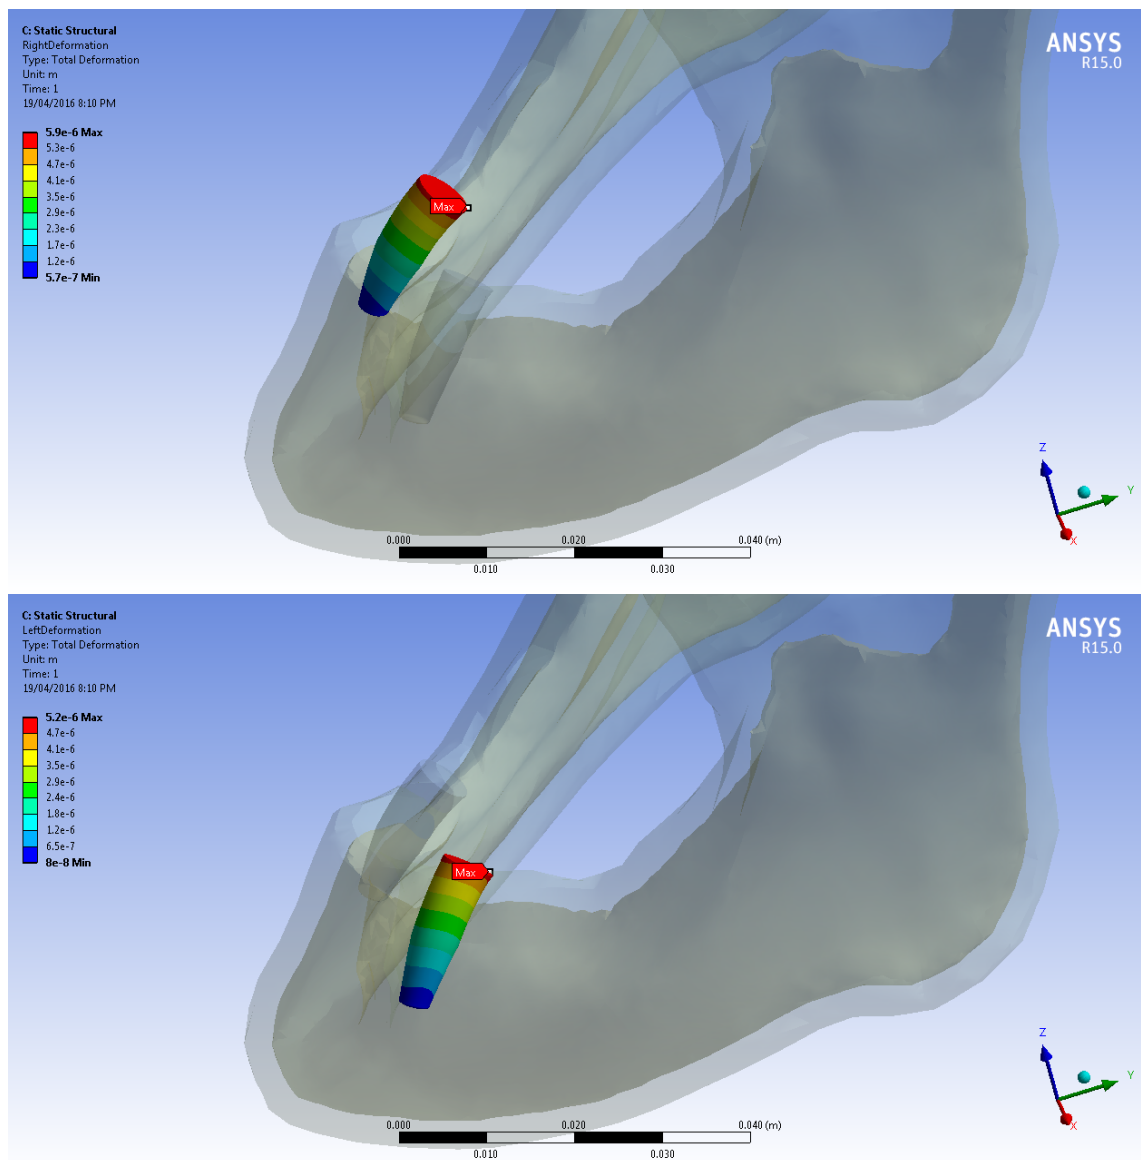 C: Static Structural
RightDeformation
Type: Total Deformation
Unit: m
Time: 1
19/04/2016 8:10 PM
ANSYS
R15.0
5.9e-6 Max
5.3e-6
4.7e-6
4.1e-6
3.5e-6
2.9e-6
2.3e-6
1.7e-6
1.2e-6
5.7e-7 Min
Max
Z
Y
X
0.000
0.020
0.040 (m)
0.010
0.030
C: Static Structural
LeftDeformation
Type: Total Deformation
Unit: m
Time: 1
19/04/2016 8:10 PM
ANSYS
R15.0
5.2e-6 Max
4.7e-6
4.1e-6
3.5e-6
2.9e-6
2.4e-6
1.8e-6
1.2e-6
6.5e-7
8e-8 Min
Max
Z
Y
X
0.000
0.020
0.040 (m)
0.010
0.030